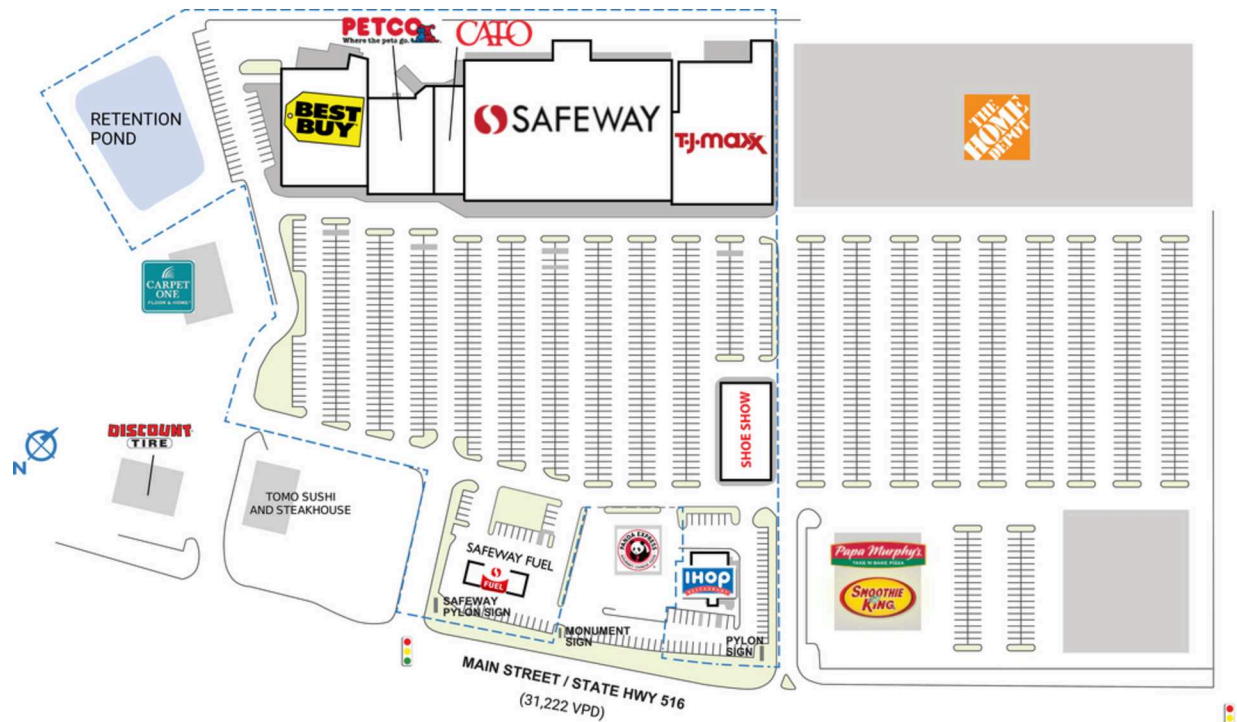 PETCO
Where the pets go.
CATO
RETENTION
POND
BEST
BUY
SAFEWAY
T·J·maxx
THE
HOME
DEPOT
CARPET
ONE
FLOOR & HOME
DISCOUNT
TIRE
N
TOMO SUSHI
AND STEAKHOUSE
SHOE SHOW
SAFEWAY FUEL
FUEL
SAFEWAY
PYLON SIGN
PANDA EXPRESS
IHOP
RESTAURANT
MONUMENT
SIGN
PYLON
SIGN
Papa Murphy's
TAKE 'N' BAKE PIZZA
SMOOTHIE
KING
MAIN STREET / STATE HWY 516
(31,222 VPD)